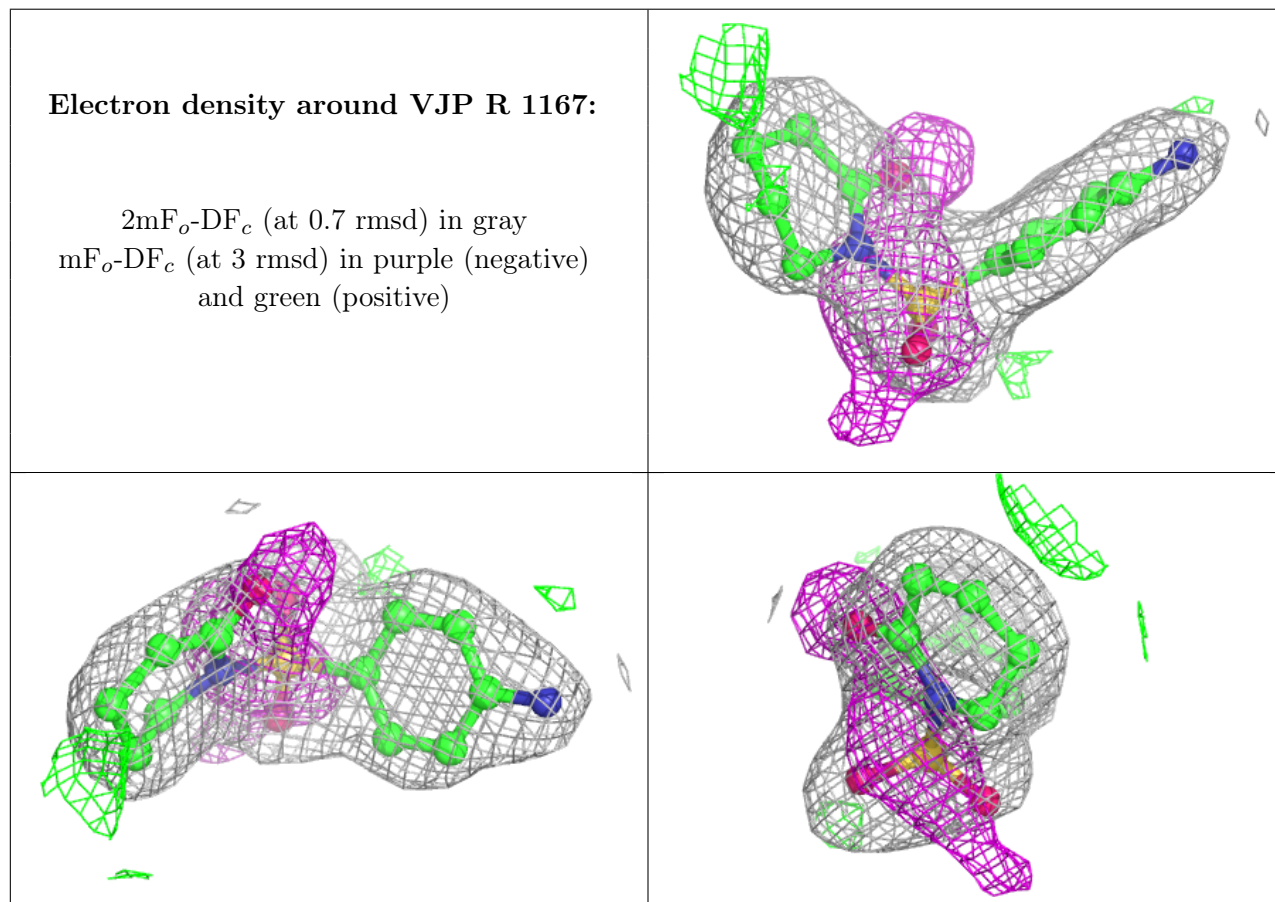 Electron density around VJP R 1167:
2mFo-DFc (at 0.7 rmsd) in gray
mFo-DFc (at 3 rmsd) in purple (negative)
and green (positive)